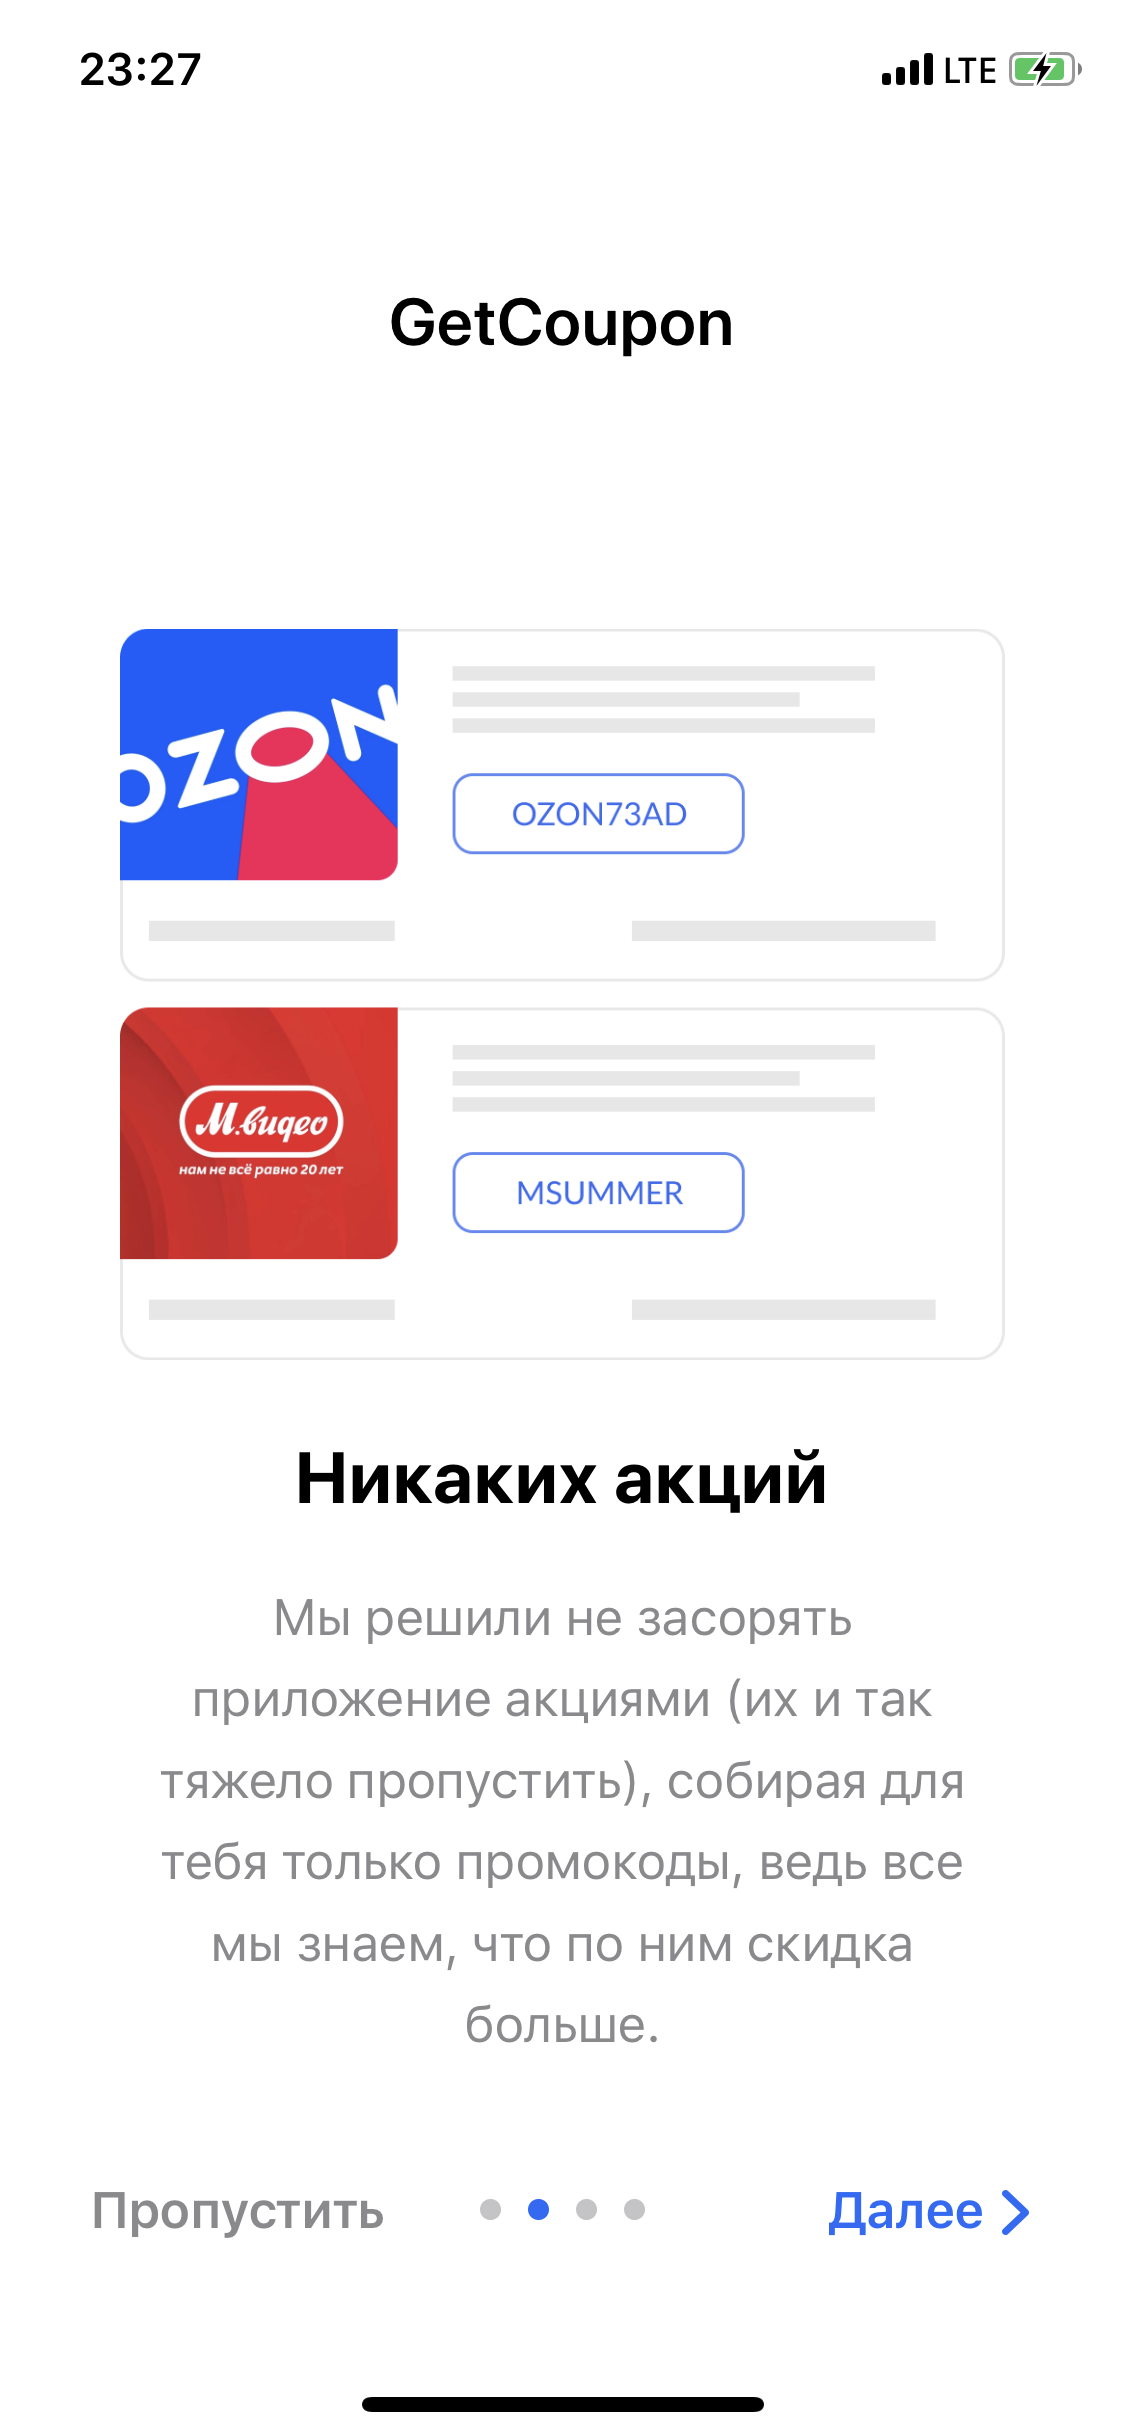 23:27
LTE
GetCoupon
OZON
OZON73AD
М.видео
нам не всё равно 20 лет
MSUMMER
Никаких акций
Мы решили не засорять
приложение акциями (их и так
тяжело пропустить), собирая для
тебя только промокоды, ведь все
мы знаем, что по ним скидка
больше.
Пропустить
Далее